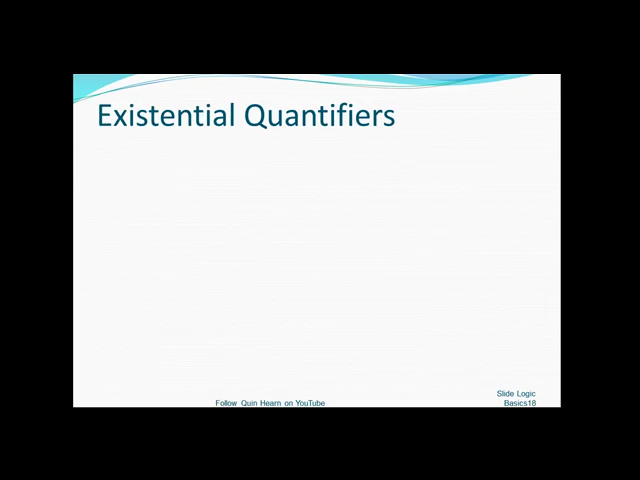 Existential Quantifiers
Slide Logic
Follow Quin Hearn on YouTube
Basics18